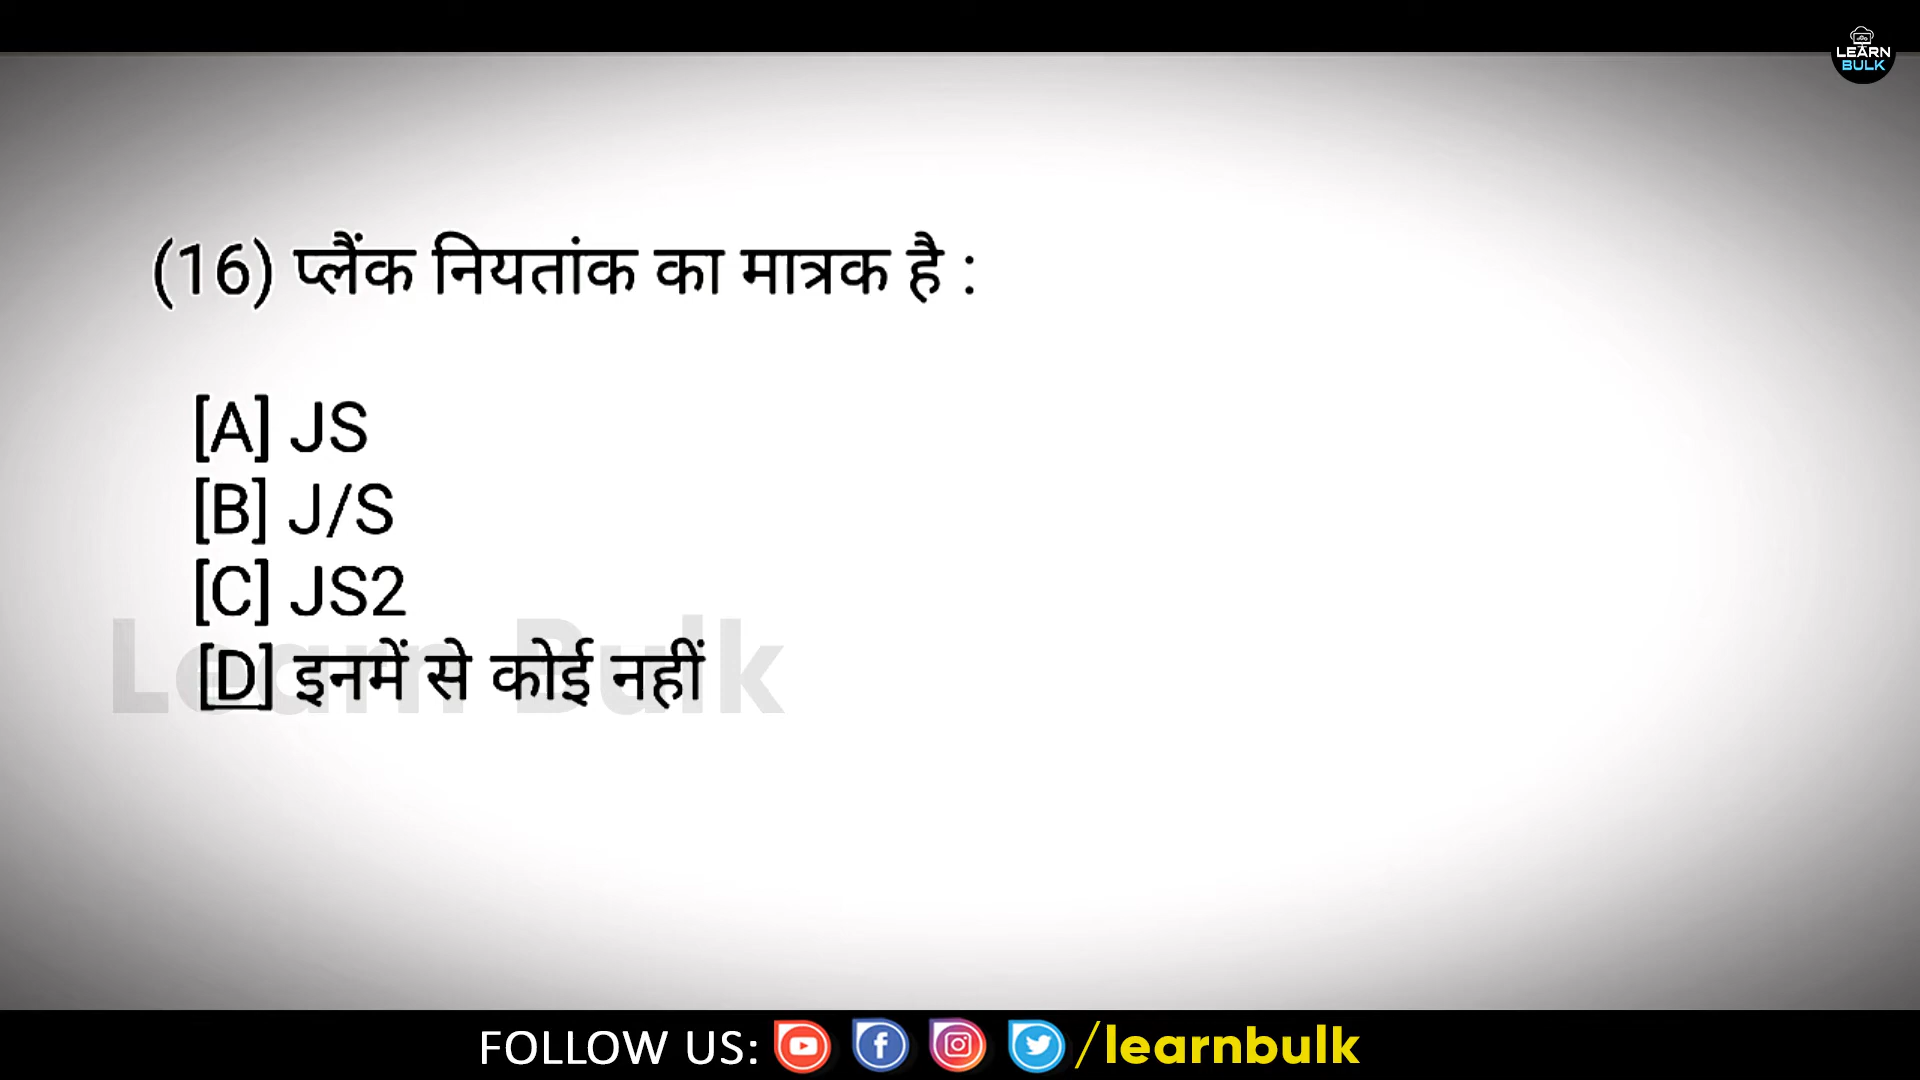 LEARN
BULK
(16) प्लैंक नियतांक का मात्रक है :
[A] JS
[B] J/S
[C] JS2
[D] इनमें से कोई नहीं
Learn Bulk
FOLLOW US: /learnbulk